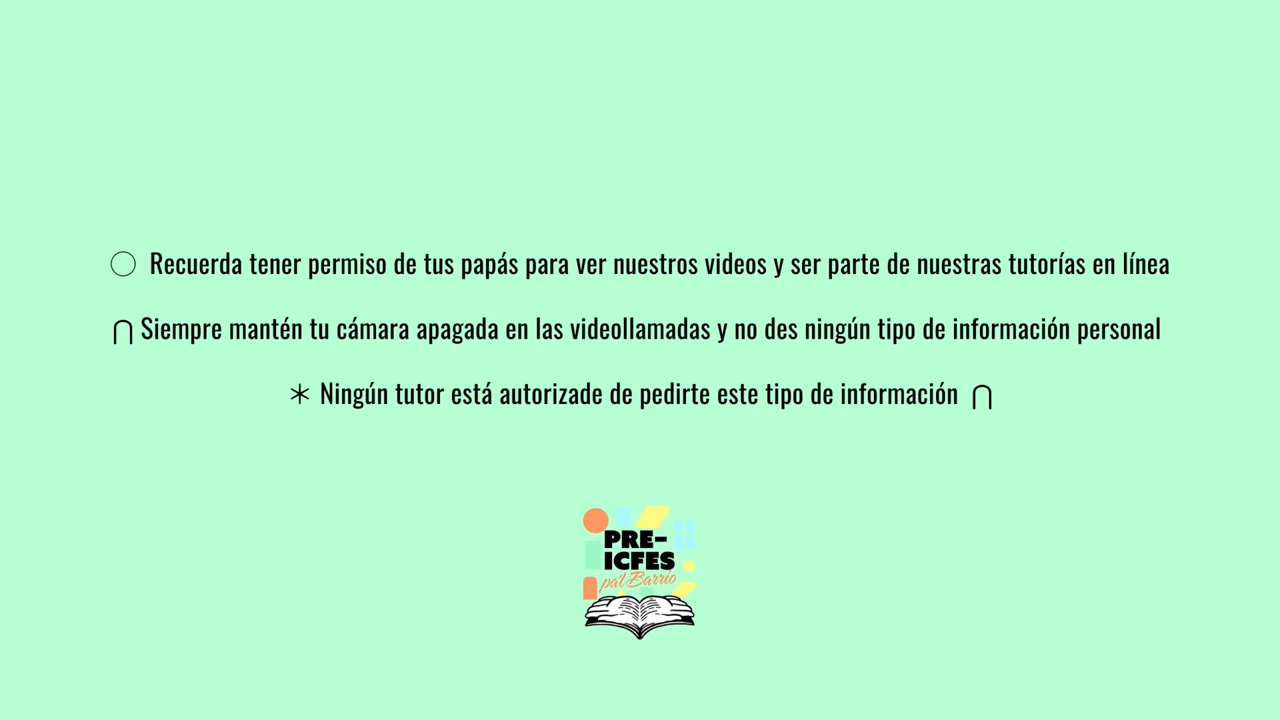 ○ Recuerda tener permiso de tus papás para ver nuestros videos y ser parte de nuestras tutorías en línea
∩ Siempre mantén tu cámara apagada en las videollamadas y no des ningún tipo de información personal
＊ Ningún tutor está autorizade de pedirte este tipo de información ∩
PRE-
ICFES
pa'l Barrio